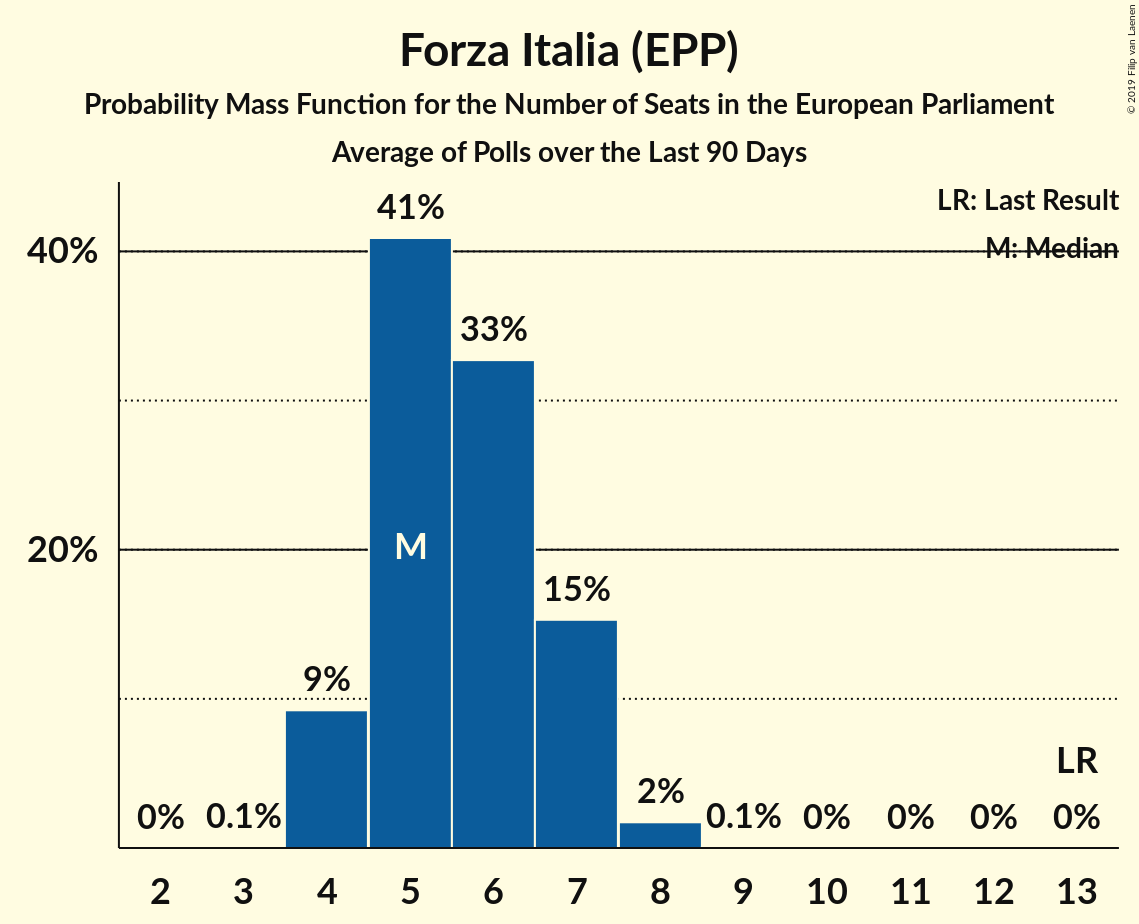 Forza Italia (EPP)
Probability Mass Function for the Number of Seats in the European Parliament
Average of Polls over the Last 90 Days
© 2019 Filip van Laenen
LR: Last Result
M: Median
41%
40%
33%
M
20%
15%
9%
LR
2%
0% 0.1% 0.1% 0% 0% 0% 0%
2 3 4 5 6 7 8 9 10 11 12 13